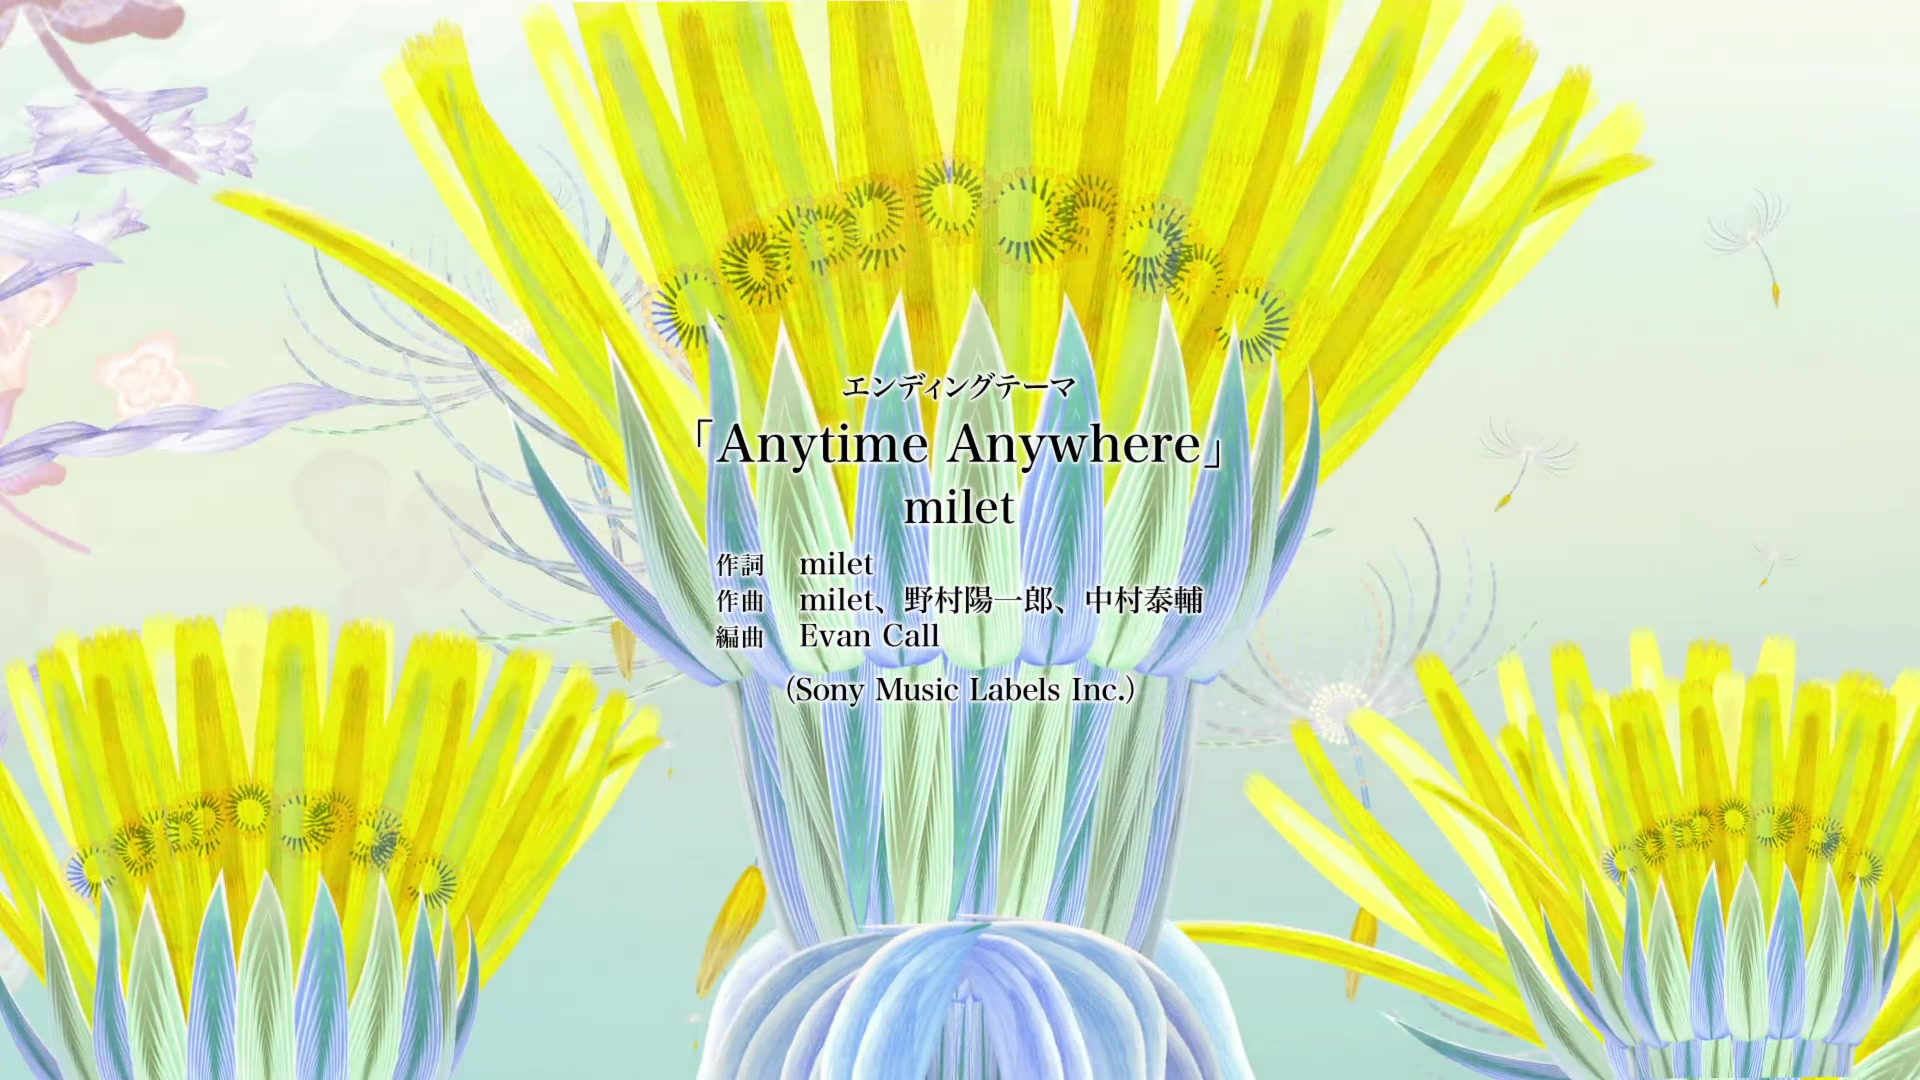 エンディングテーマ
「Anytime Anywhere」
milet
作詞 milet
作曲 milet、野村陽一郎、中村泰輔
編曲 Evan Call
(Sony Music Labels Inc.)